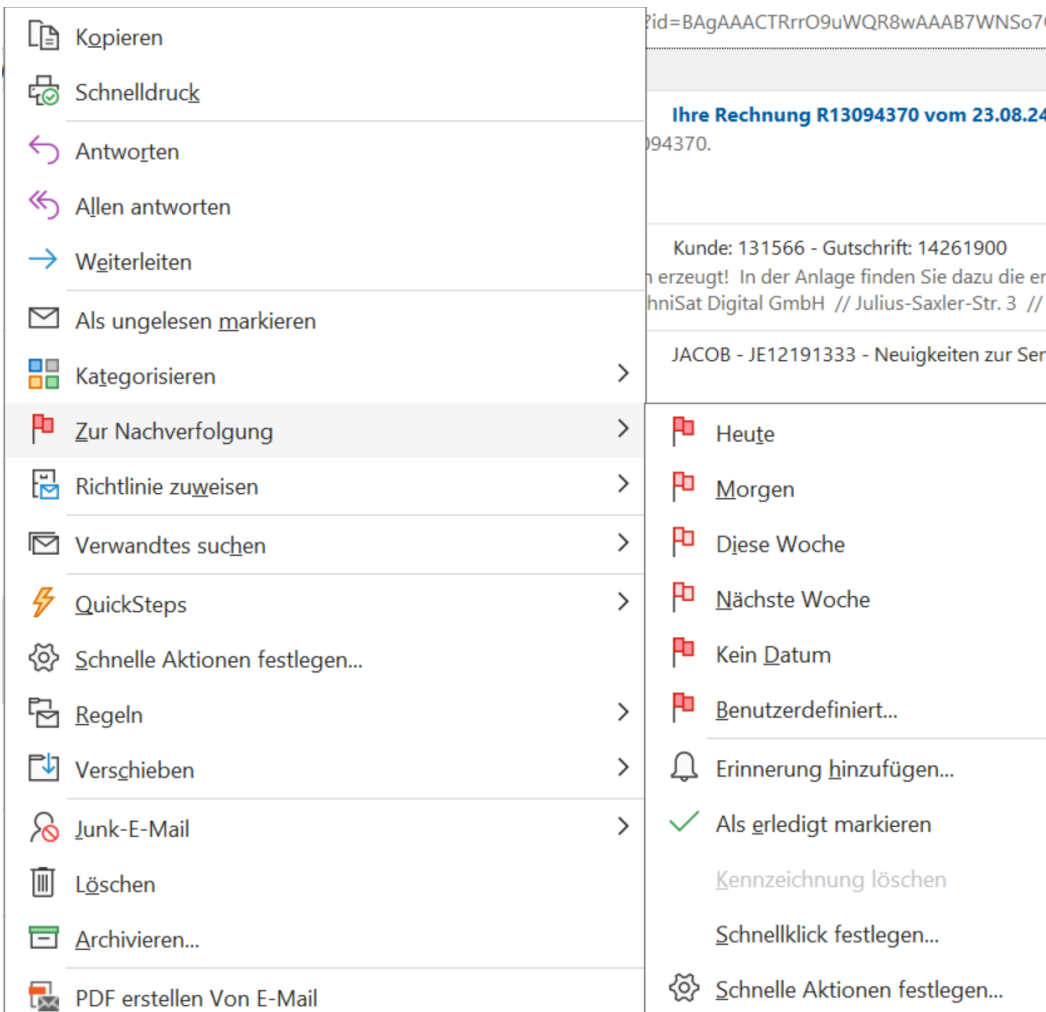 Kopieren
Schnelldruck
Antworten
Allen antworten
Weiterleiten
Als ungelesen markieren
Kategorisieren
Zur Nachverfolgung
Richtlinie zuweisen
Verwandtes suchen
QuickSteps
Schnelle Aktionen festlegen...
Regeln
Verschieben
Junk-E-Mail
Löschen
Archivieren...
PDF erstellen Von E-Mail
?id=BAgAAACTRrrO9uWQR8wAAAB7WNSo7
Ihre Rechnung R13094370 vom 23.08.24
094370.
Kunde: 131566 - Gutschrift: 14261900
erzeugt! In der Anlage finden Sie dazu die
hniSat Digital GmbH // Julius-Saxler-Str. 3 //
JACOB - JE12191333 - Neuigkeiten zur
Heute
Morgen
Diese Woche
Nächste Woche
Kein Datum
Benutzerdefiniert...
Erinnerung hinzufügen...
Als erledigt markieren
Kennzeichnung löschen
Schnellklick festlegen...
Schnelle Aktionen festlegen...